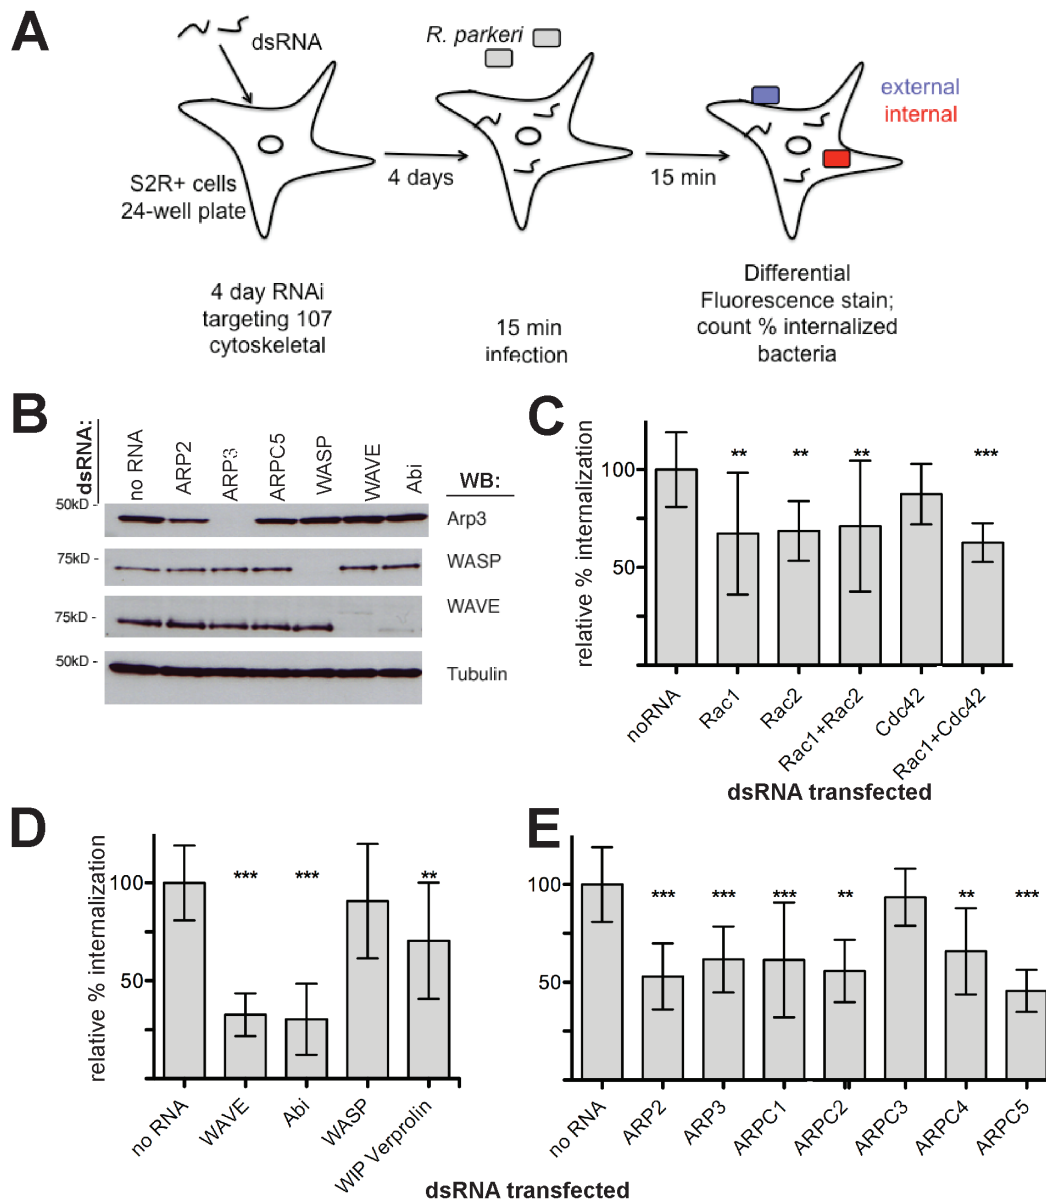 A
dsRNA
R. parkeri
external
internal
S2R+ cells
24-well plate
4 days
15 min
4 day RNAi
targeting 107
cytoskeletal
15 min
infection
Differential
Fluorescence stain;
count % internalized
bacteria
B
dsRNA:
no RNA
ARP2
ARP3
ARPC5
WASP
WAVE
Abi
WB:
50kD -
Arp3
75kD -
WASP
75kD -
WAVE
50kD -
Tubulin
C
relative % internalization
100
50
**
**
**
***
noRNA
Rac1
Rac2
Rac1+Rac2
Cdc42
Rac1+Cdc42
dsRNA transfected
D
relative % internalization
100
50
***
***
**
no RNA
WAVE
Abi
WASP
WIP Verprolin
E
100
50
***
***
***
**
**
***
no RNA
ARP2
ARP3
ARPC1
ARPC2
ARPC3
ARPC4
ARPC5
dsRNA transfected